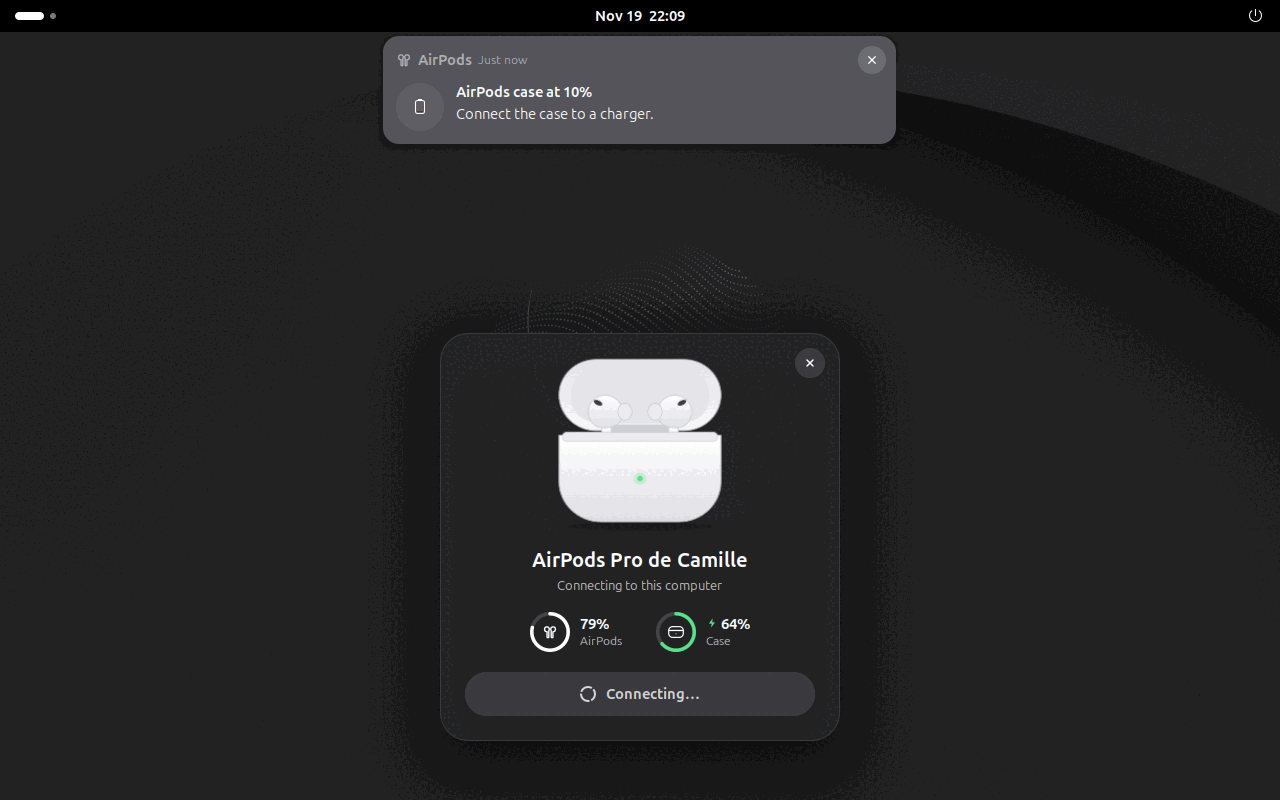 Nov 19 22:09
AirPods Just now
AirPods case at 10%
Connect the case to a charger.
AirPods Pro de Camille
Connecting to this computer
79%
AirPods
64%
Case
Connecting...